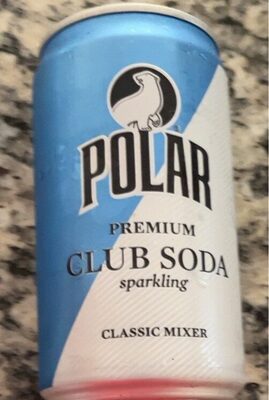 POLAR
PREMIUM
CLUB SODA
sparkling
CLASSIC MIXER